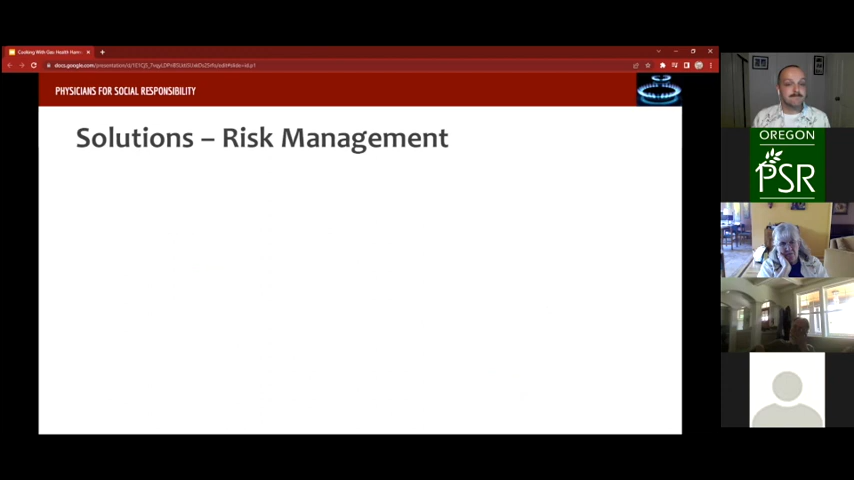 Cooking With Gas: Health Harm
PHYSICIANS FOR SOCIAL RESPONSIBILITY
Solutions – Risk Management
OREGON
PSR